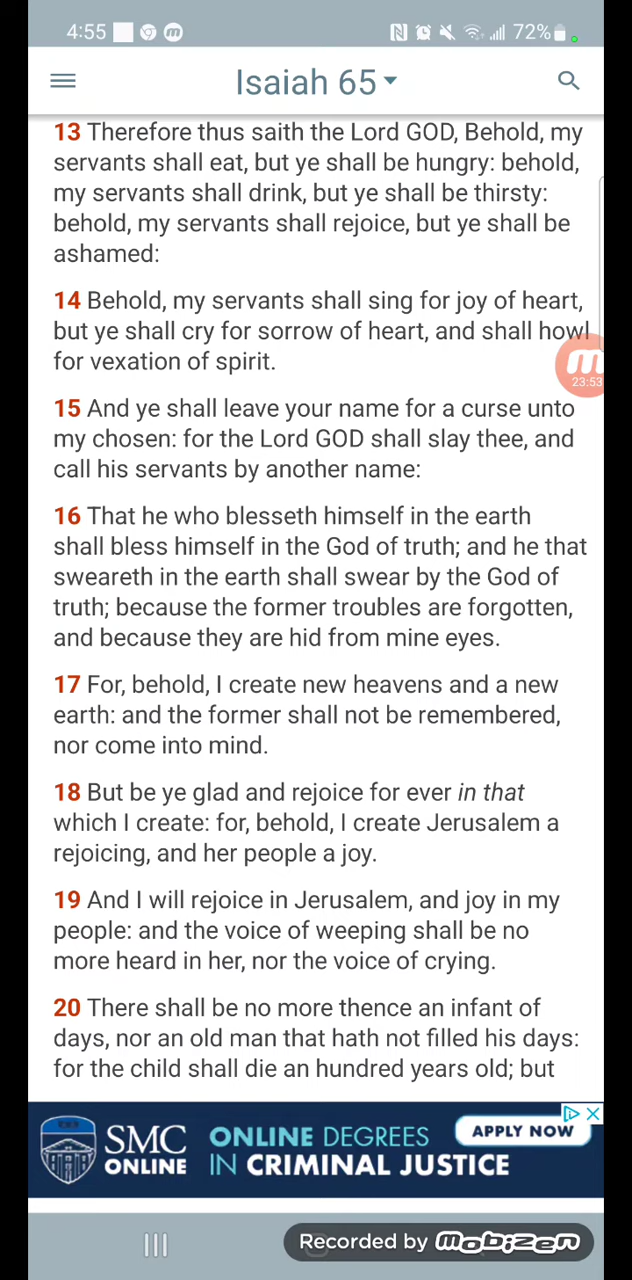 4:55 m 72%
Isaiah 65
13 Therefore thus saith the Lord GOD, Behold, my
servants shall eat, but ye shall be hungry: behold,
my servants shall drink, but ye shall be thirsty:
behold, my servants shall rejoice, but ye shall be
ashamed:
14 Behold, my servants shall sing for joy of heart,
but ye shall cry for sorrow of heart, and shall howl
for vexation of spirit.
m
23:53
15 And ye shall leave your name for a curse unto
my chosen: for the Lord GOD shall slay thee, and
call his servants by another name:
16 That he who blesseth himself in the earth
shall bless himself in the God of truth; and he that
sweareth in the earth shall swear by the God of
truth; because the former troubles are forgotten,
and because they are hid from mine eyes.
17 For, behold, I create new heavens and a new
earth: and the former shall not be remembered,
nor come into mind.
18 But be ye glad and rejoice for ever in that
which I create: for, behold, I create Jerusalem a
rejoicing, and her people a joy.
19 And I will rejoice in Jerusalem, and joy in my
people: and the voice of weeping shall be no
more heard in her, nor the voice of crying.
20 There shall be no more thence an infant of
days, nor an old man that hath not filled his days:
for the child shall die an hundred years old; but
SMC
ONLINE
ONLINE DEGREES
IN CRIMINAL JUSTICE
APPLY NOW
Recorded by mobizen